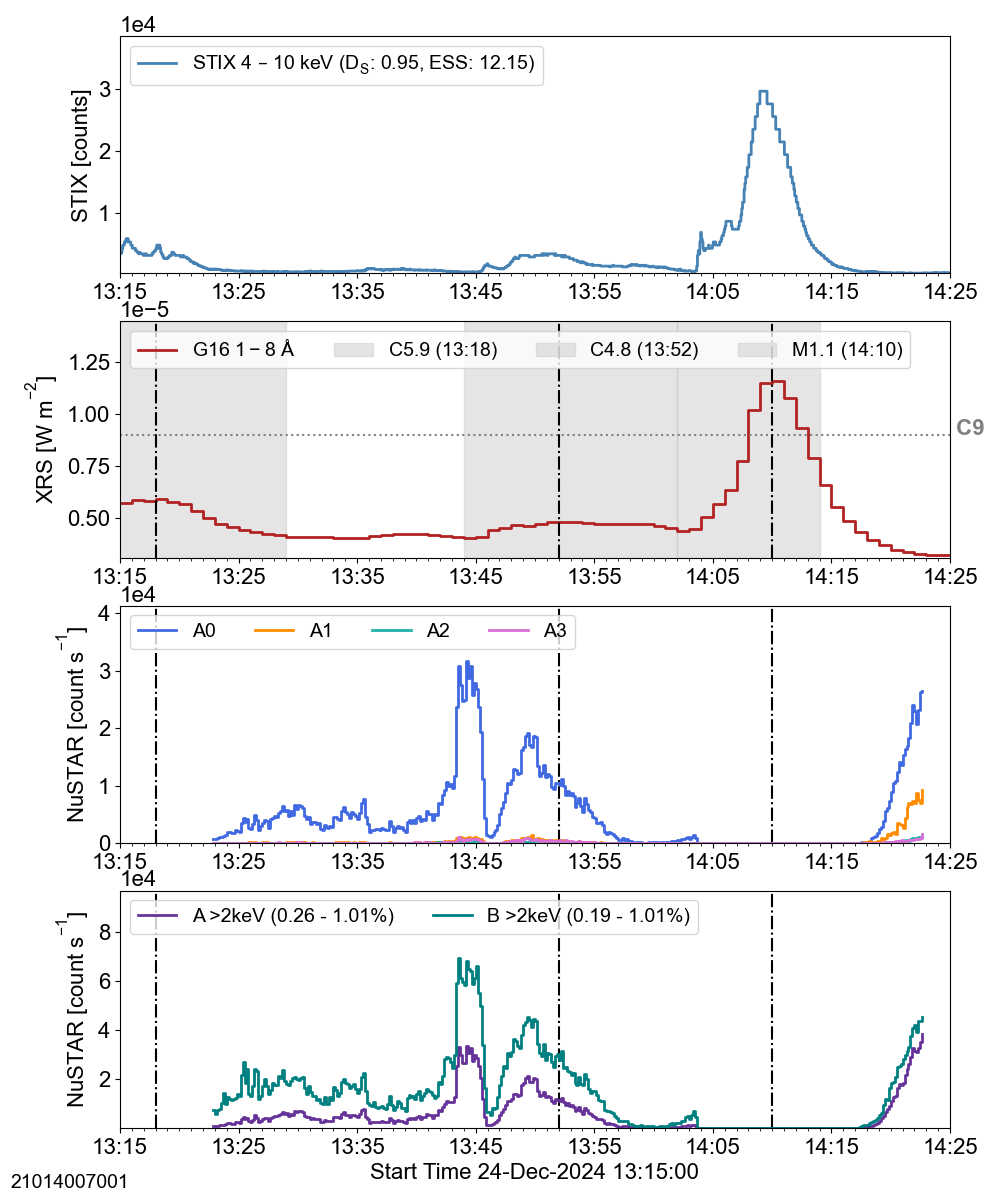 1e4
STIX 4 – 10 keV (DS: 0.95, ESS: 12.15)
STIX [counts]
3
2
1
13:15 13:25 13:35 13:45 13:55 14:05 14:15 14:25
1e−5
G16 1 – 8 Å C5.9 (13:18) C4.8 (13:52) M1.1 (14:10)
XRS [W m−2]
1.25
1.00
0.75
0.50
C9
13:15 13:25 13:35 13:45 13:55 14:05 14:15 14:25
1e4
A0 A1 A2 A3
NuSTAR [count s−1]
4
3
2
1
0
13:15 13:25 13:35 13:45 13:55 14:05 14:15 14:25
1e4
A >2keV (0.26 - 1.01%) B >2keV (0.19 - 1.01%)
NuSTAR [count s−1]
8
6
4
2
13:15 13:25 13:35 13:45 13:55 14:05 14:15 14:25
Start Time 24-Dec-2024 13:15:00
21014007001